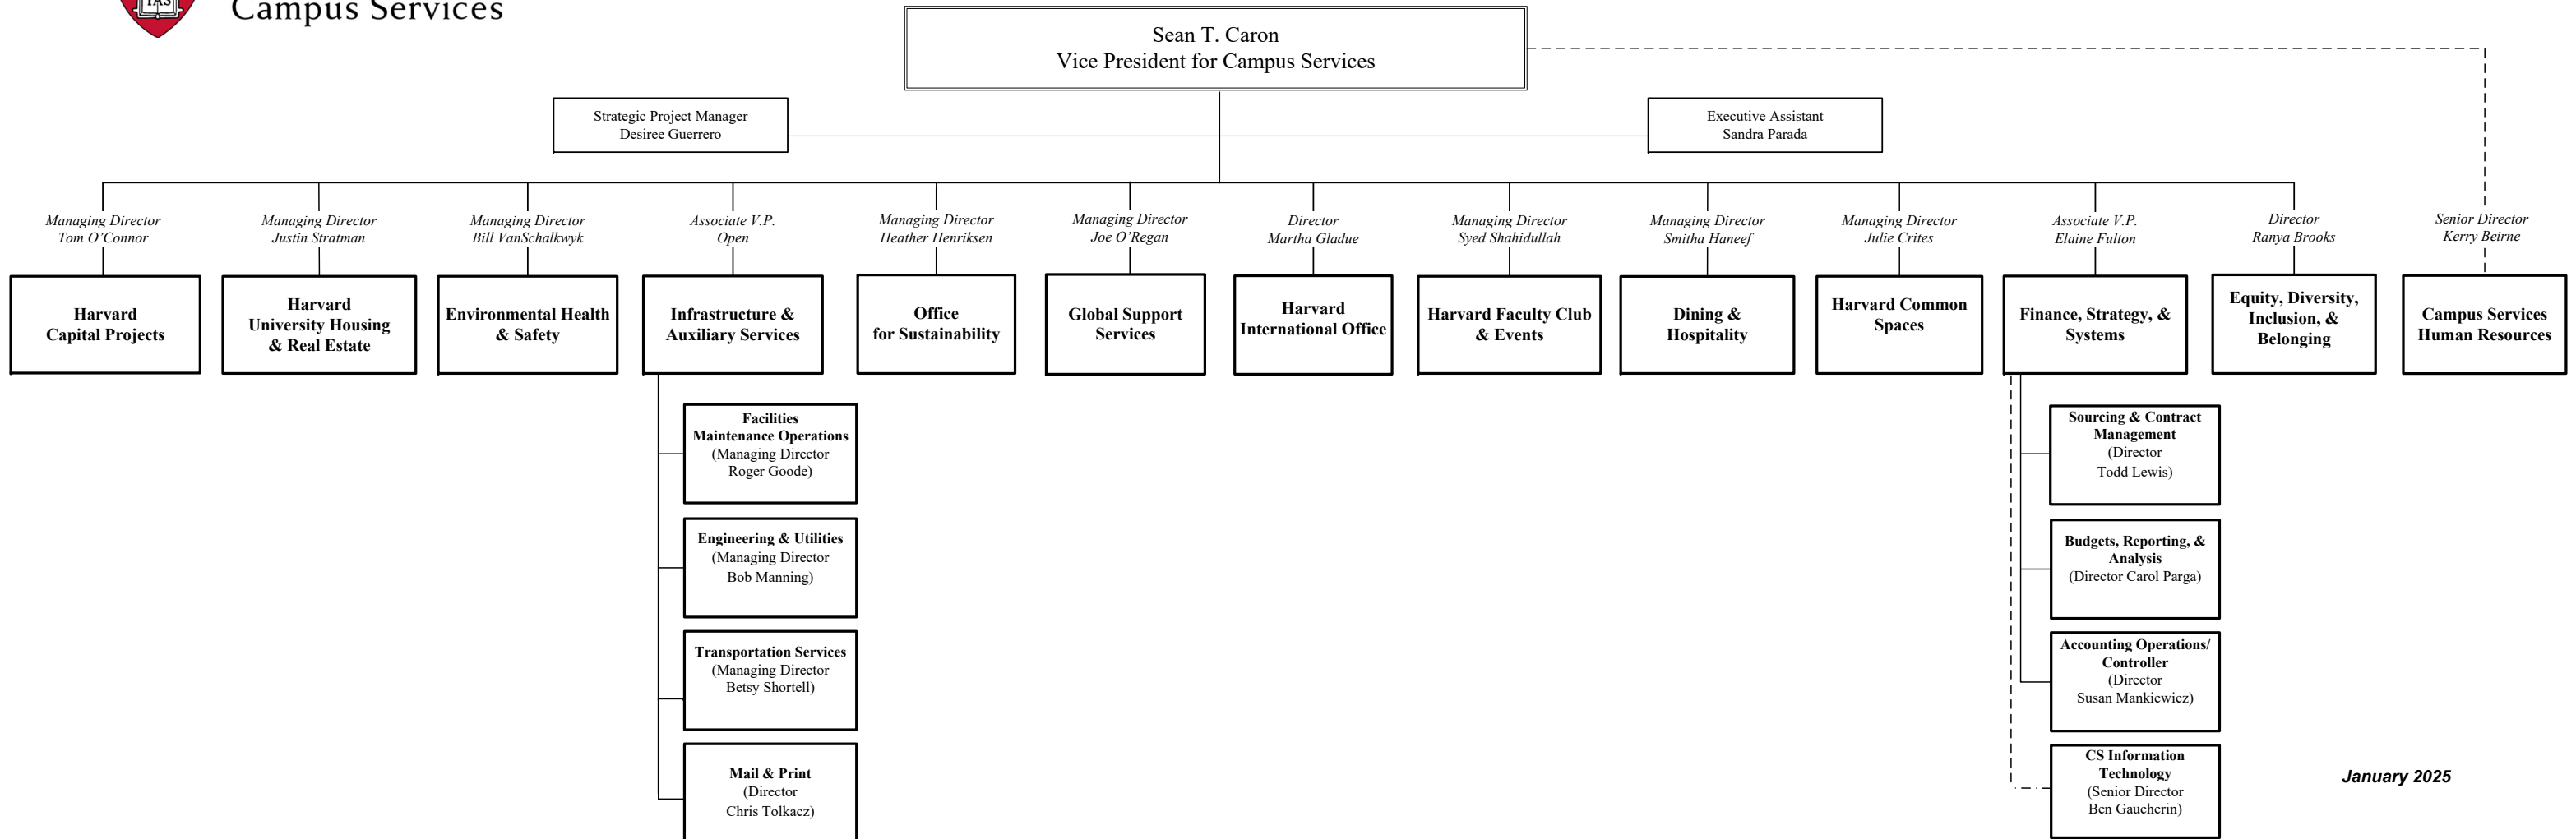 IAS
Campus Services
Sean T. Caron
Vice President for Campus Services
Strategic Project Manager
Desiree Guerrero
Executive Assistant
Sandra Parada
Managing Director
Tom O’Connor
Harvard
Capital Projects
Managing Director
Justin Stratman
Harvard
University Housing
& Real Estate
Managing Director
Bill VanSchalkwyk
Environmental Health
& Safety
Associate V.P.
Open
Infrastructure &
Auxiliary Services
Facilities
Maintenance Operations
(Managing Director
Roger Goode)
Engineering & Utilities
(Managing Director
Bob Manning)
Transportation Services
(Managing Director
Betsy Shortell)
Mail & Print
(Director
Chris Tolkacz)
Managing Director
Heather Henriksen
Office
for Sustainability
Managing Director
Joe O’Regan
Global Support
Services
Director
Martha Gladue
Harvard
International Office
Managing Director
Syed Shahidullah
Harvard Faculty Club
& Events
Managing Director
Smitha Haneef
Dining &
Hospitality
Managing Director
Julie Crites
Harvard Common
Spaces
Associate V.P.
Elaine Fulton
Finance, Strategy, &
Systems
Sourcing & Contract
Management
(Director
Todd Lewis)
Budgets, Reporting, &
Analysis
(Director Carol Parga)
Accounting Operations/
Controller
(Director
Susan Mankiewicz)
CS Information
Technology
(Senior Director
Ben Gaucherin)
Director
Ranya Brooks
Equity, Diversity,
Inclusion, &
Belonging
Senior Director
Kerry Beirne
Campus Services
Human Resources
January 2025